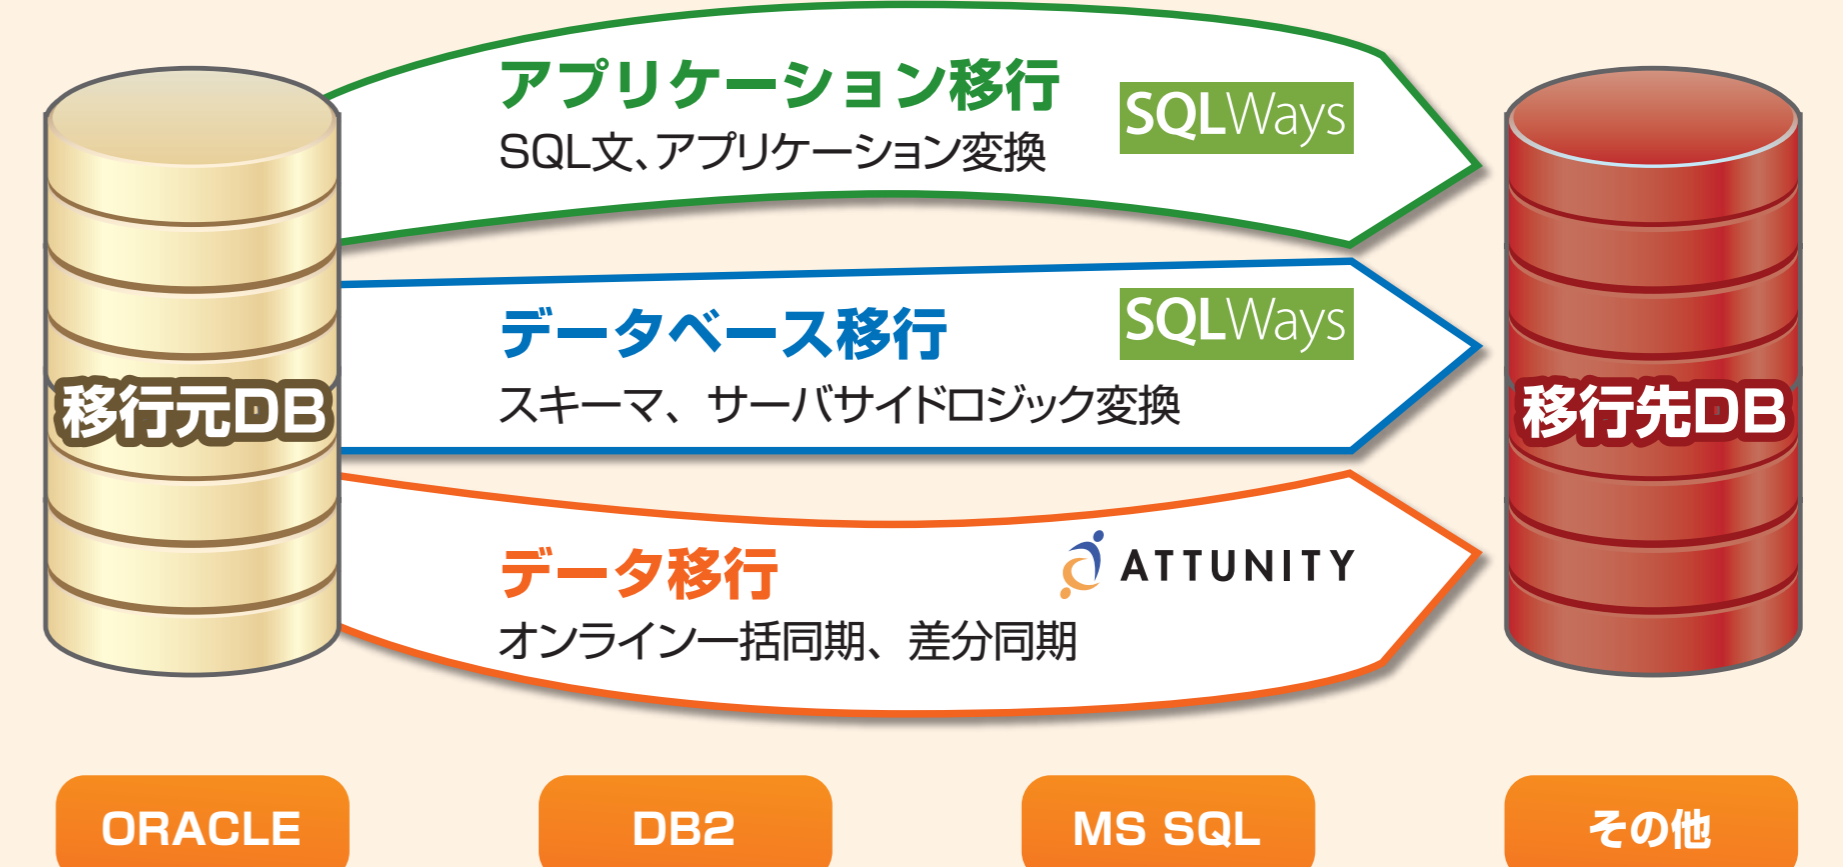 アプリケーション移行
SQLWays
SQL文、アプリケーション変換
データベース移行
SQLWays
スキーマ、サーバサイドロジック変換
移行元DB
移行先DB
データ移行
ATTUNITY
オンライン一括同期、差分同期
ORACLE
DB2
MS SQL
その他